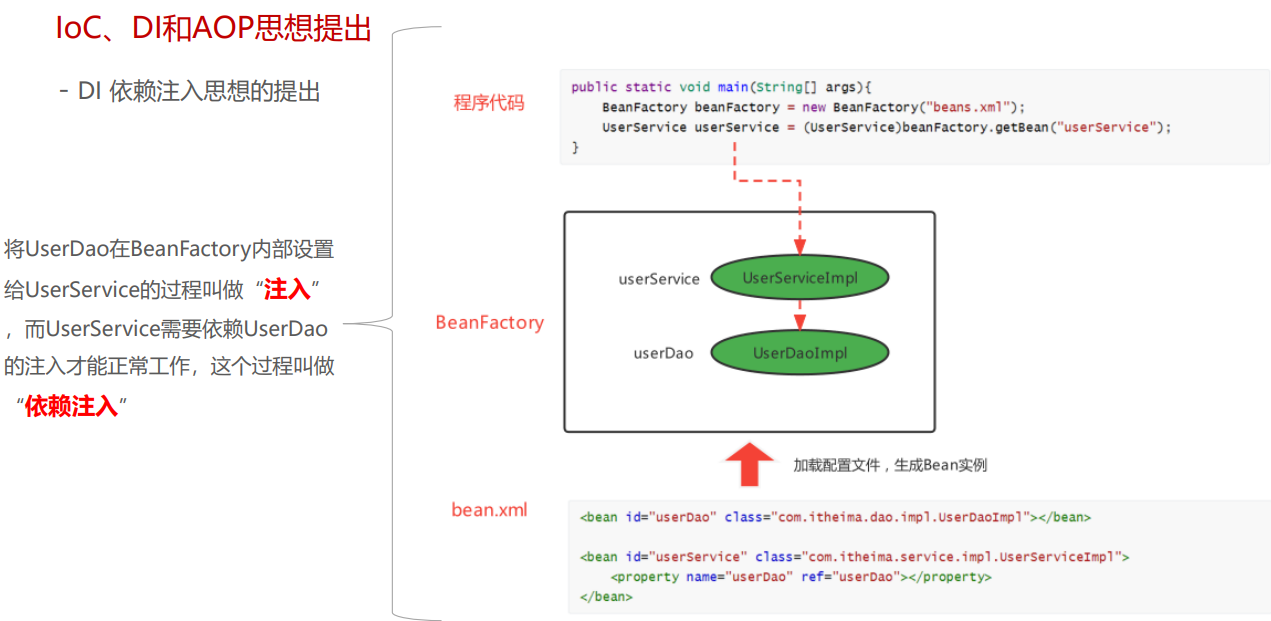 IoC、DI和AOP思想提出
- DI 依赖注入思想的提出
将UserDao在BeanFactory内部设置
给UserService的过程叫做“注入”
，而UserService需要依赖UserDao
的注入才能正常工作，这个过程叫做
“依赖注入”
程序代码
public static void main(String[] args){
    BeanFactory beanFactory = new BeanFactory("beans.xml");
    UserService userService = (UserService)beanFactory.getBean("userService");
}
BeanFactory
userService
UserServiceImpl
userDao
UserDaoImpl
加载配置文件，生成Bean实例
bean.xml
<bean id="userDao" class="com.itheima.dao.impl.UserDaoImpl"></bean>
<bean id="userService" class="com.itheima.service.impl.UserServiceImpl">
    <property name="userDao" ref="userDao"></property>
</bean>